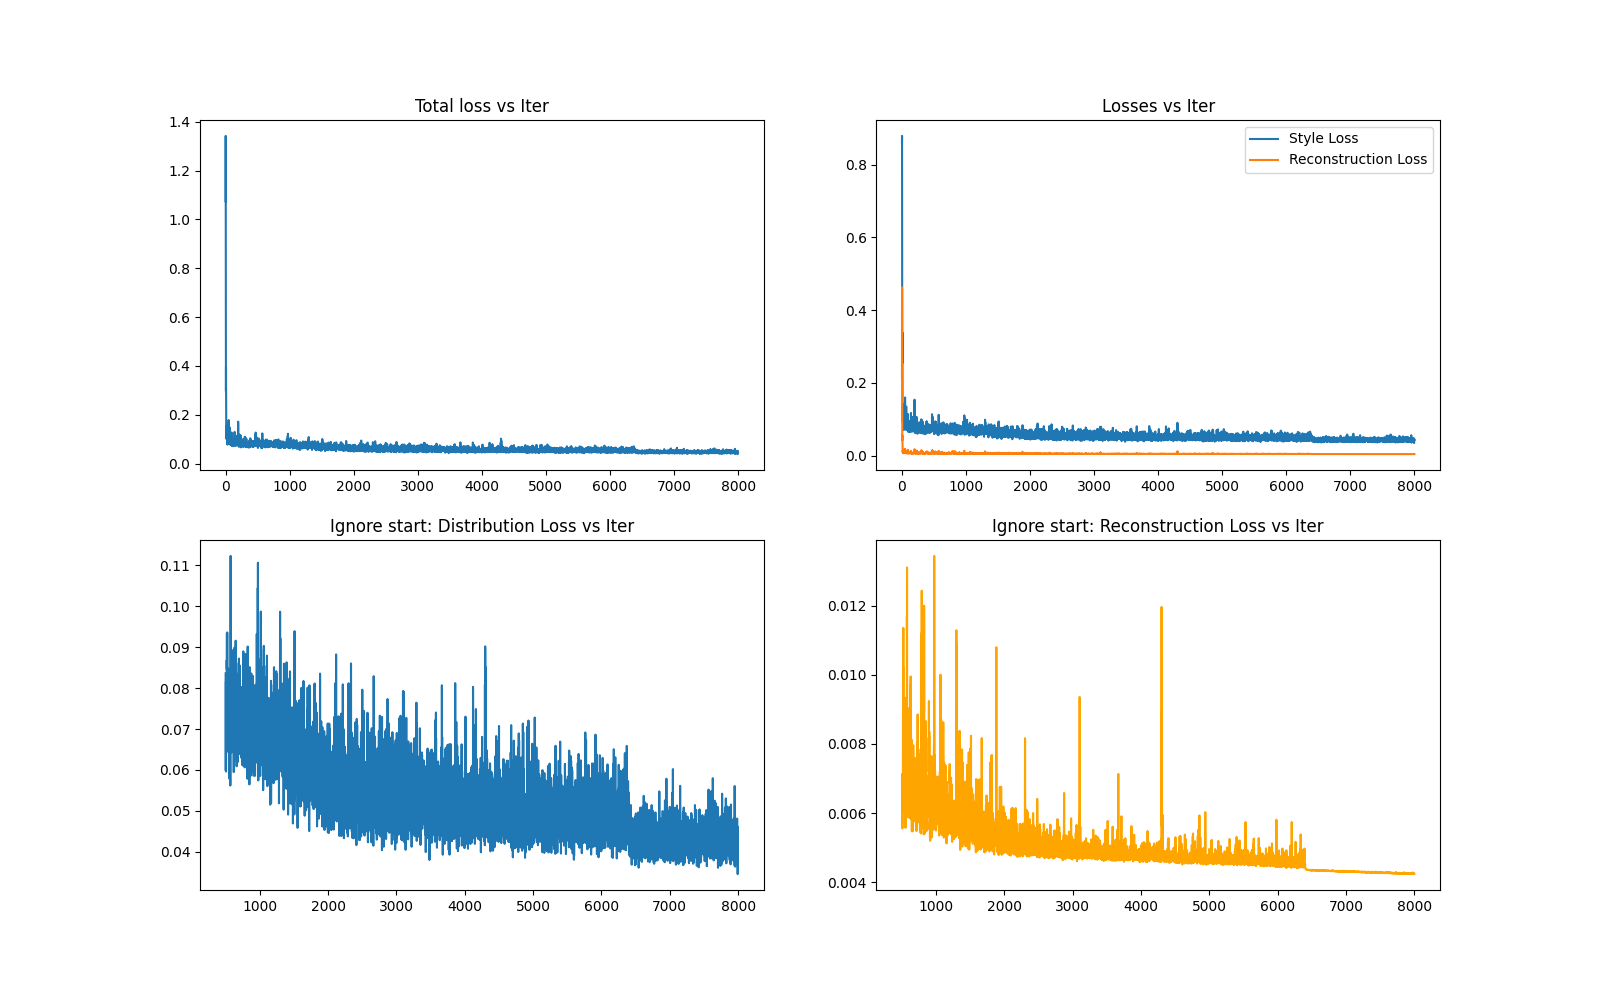 Total loss vs Iter
1.4
1.2
1.0
0.8
0.6
0.4
0.2
0.0
0 1000 2000 3000 4000 5000 6000 7000 8000
Losses vs Iter
Style Loss
Reconstruction Loss
0.8
0.6
0.4
0.2
0.0
0 1000 2000 3000 4000 5000 6000 7000 8000
Ignore start: Distribution Loss vs Iter
0.11
0.10
0.09
0.08
0.07
0.06
0.05
0.04
1000 2000 3000 4000 5000 6000 7000 8000
Ignore start: Reconstruction Loss vs Iter
0.012
0.010
0.008
0.006
0.004
1000 2000 3000 4000 5000 6000 7000 8000